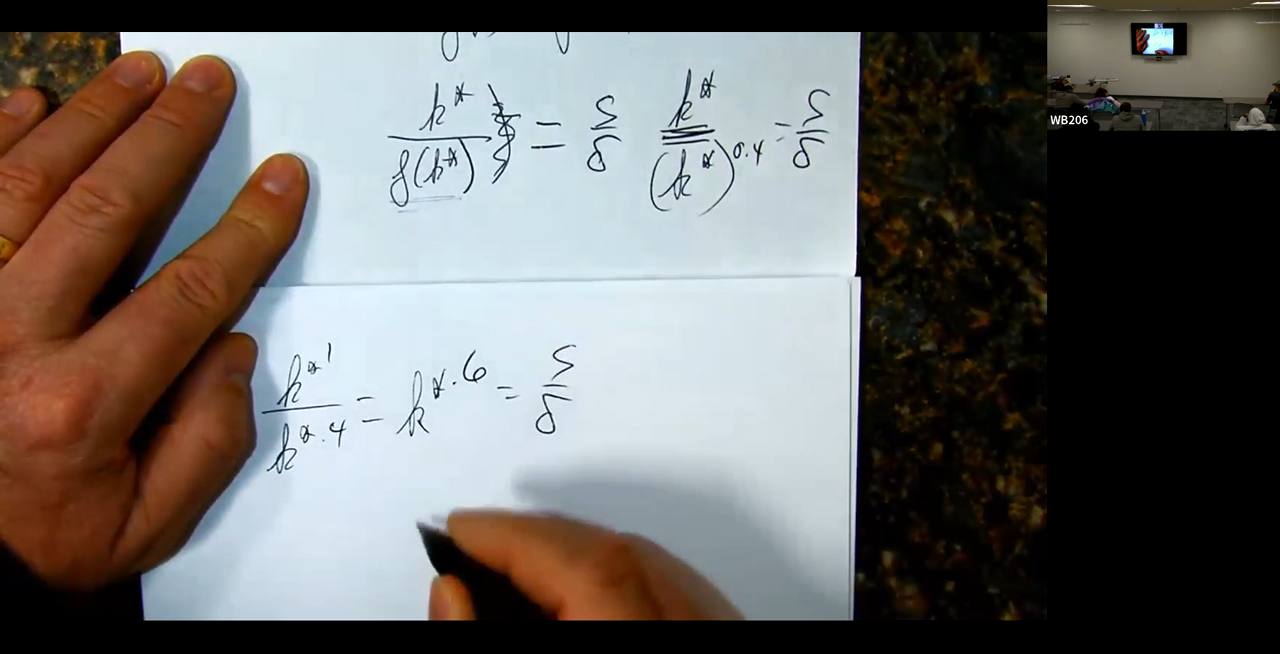 k* / f(k*) = s/δ k* / (k*)^0.4 = s/δ
k*^1 / k*^.4 = k*^.6 = s/δ
WB206